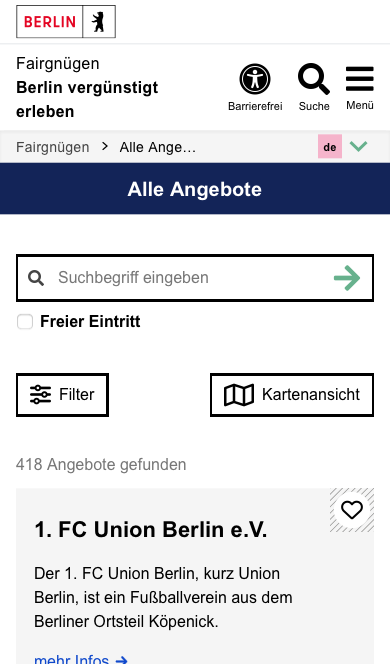 BERLIN
Fairgnügen
Berlin vergünstigt
erleben
Barrierefrei
Suche
Menü
Fairgnügen > Alle Ange…
de
Alle Angebote
Suchbegriff eingeben
Freier Eintritt
Filter
Kartenansicht
418 Angebote gefunden
1. FC Union Berlin e.V.
Der 1. FC Union Berlin, kurz Union
Berlin, ist ein Fußballverein aus dem
Berliner Ortsteil Köpenick.
mehr Infos